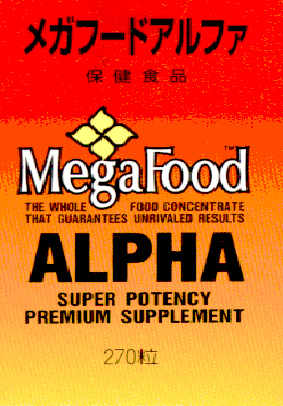 メガフードアルファ
保健食品
MegaFood™
THE WHOLE FOOD CONCENTRATE
THAT GUARANTEES UNRIVALED RESULTS
ALPHA
SUPER POTENCY
PREMIUM SUPPLEMENT
270粒